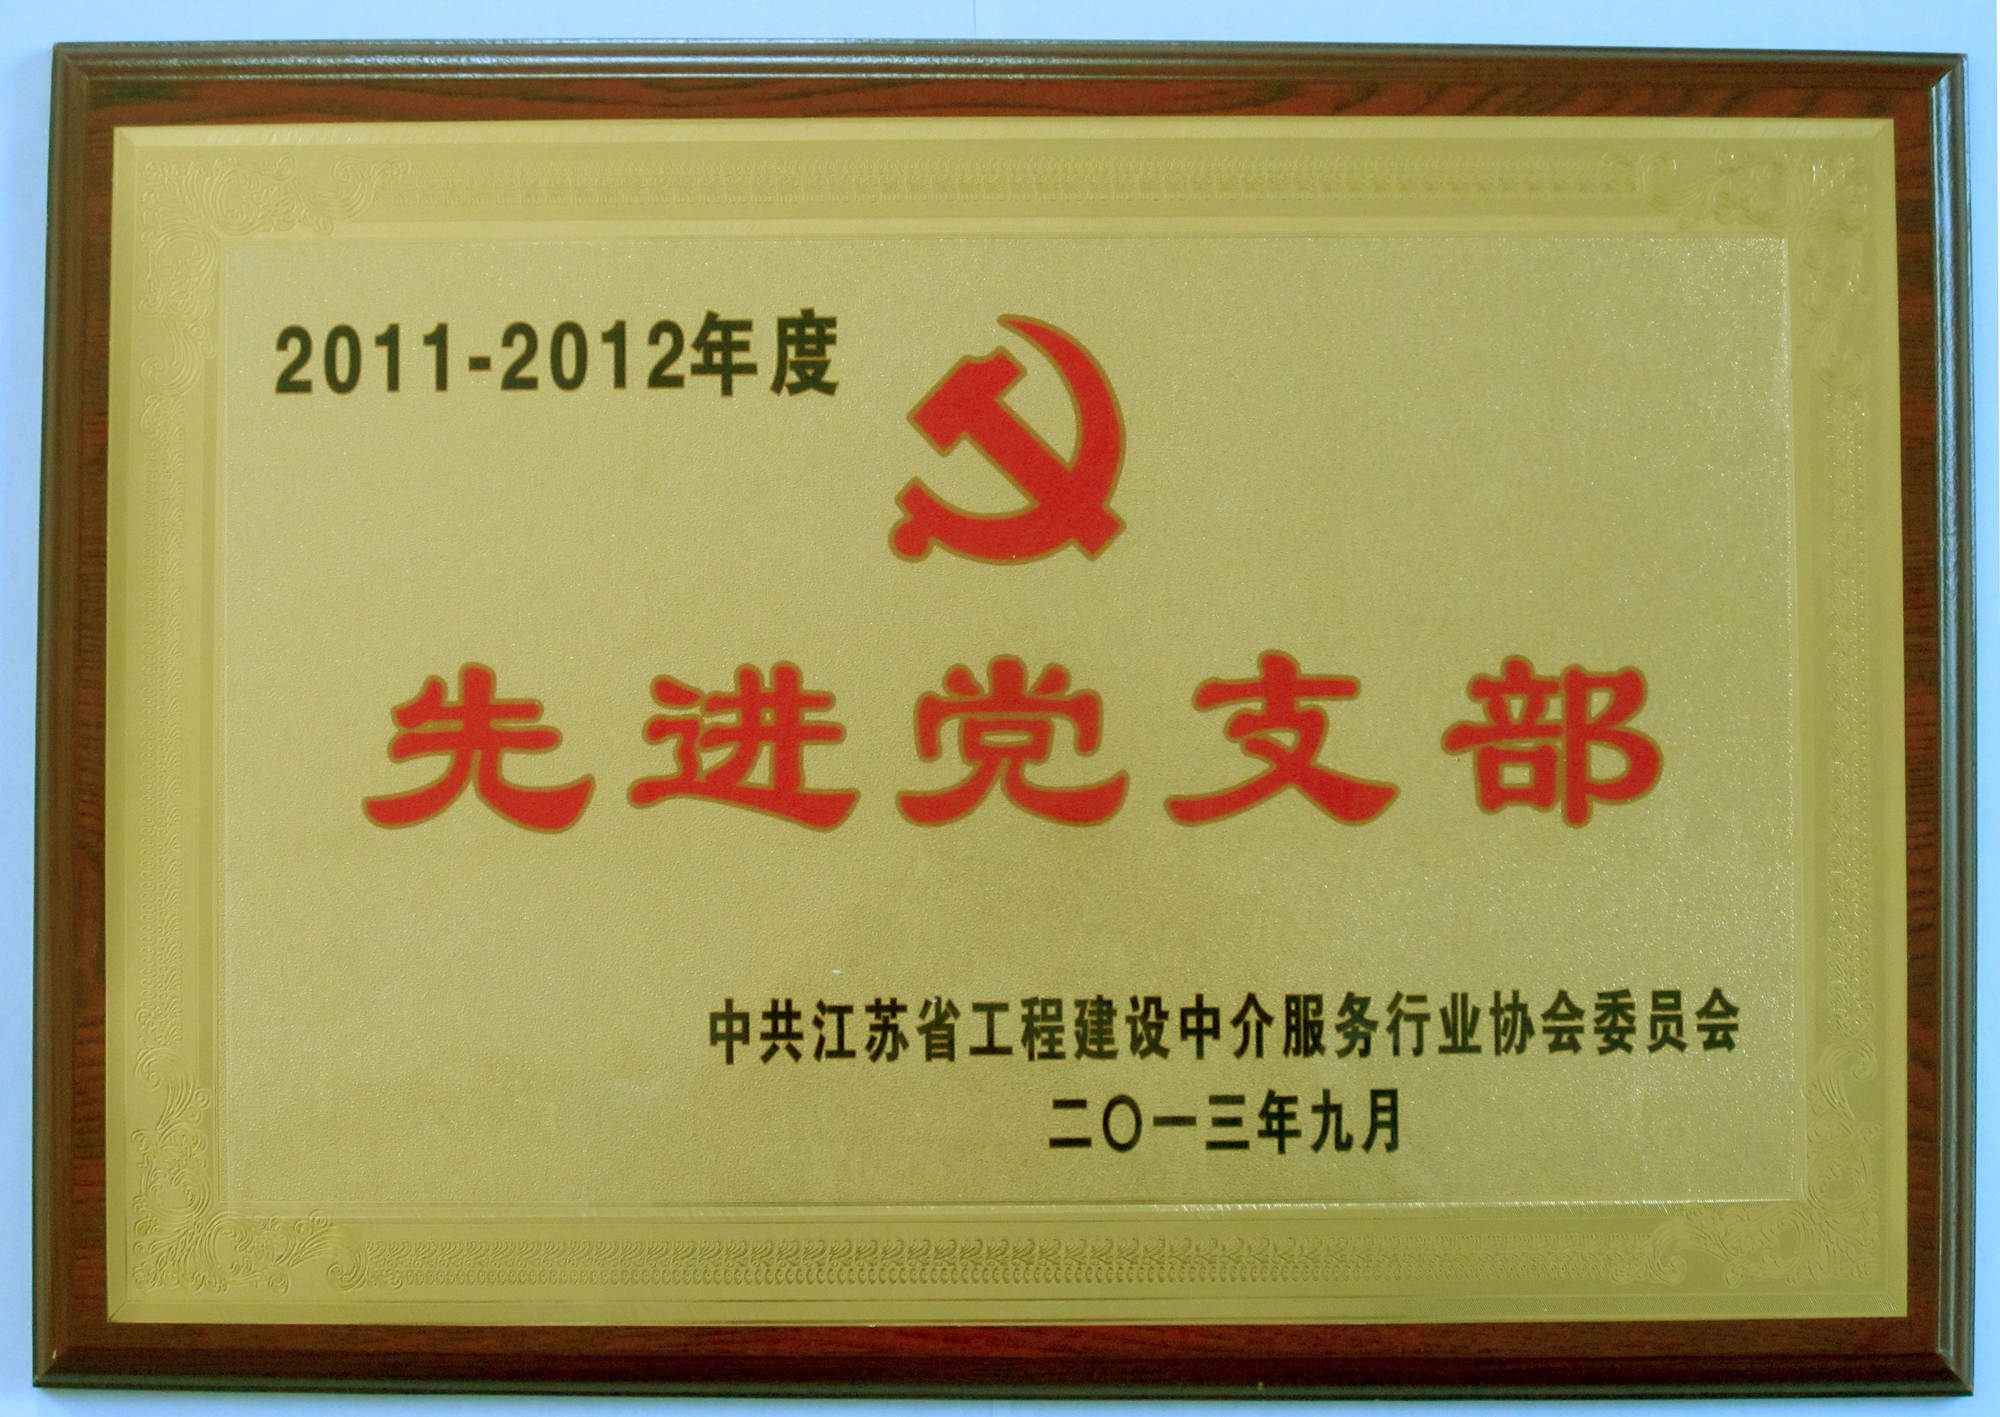 2011-2012年度
先进党支部
中共江苏省工程建设中介服务行业协会委员会
二〇一三年九月